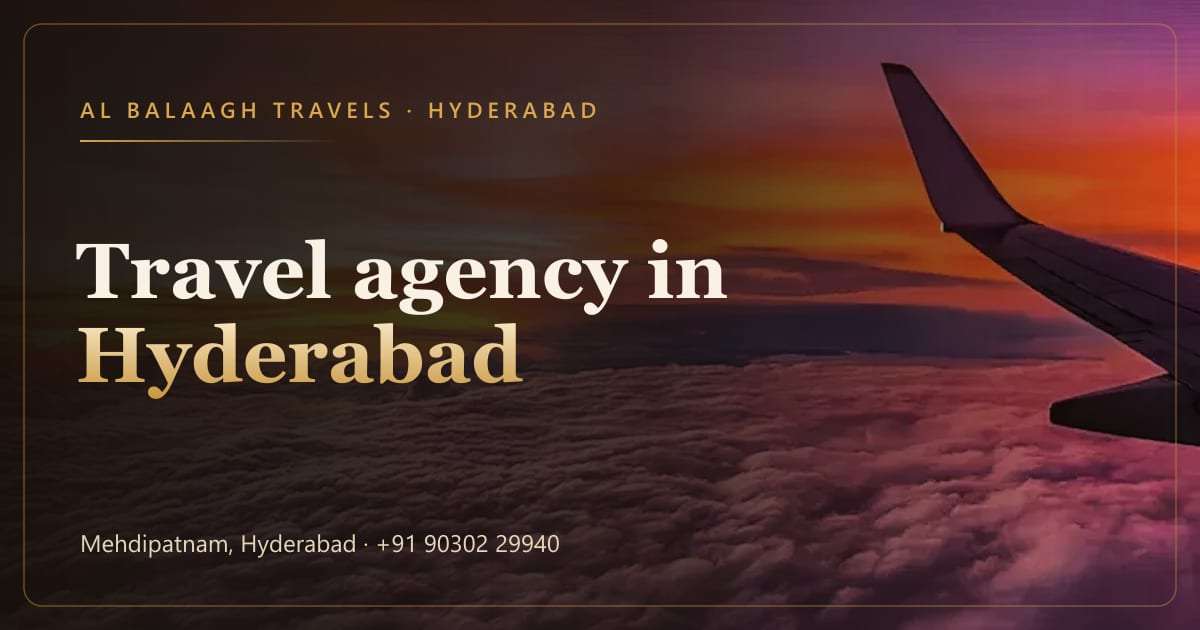 AL BALAAGH TRAVELS · HYDERABAD
Travel agency in
Hyderabad
Mehdipatnam, Hyderabad · +91 90302 29940